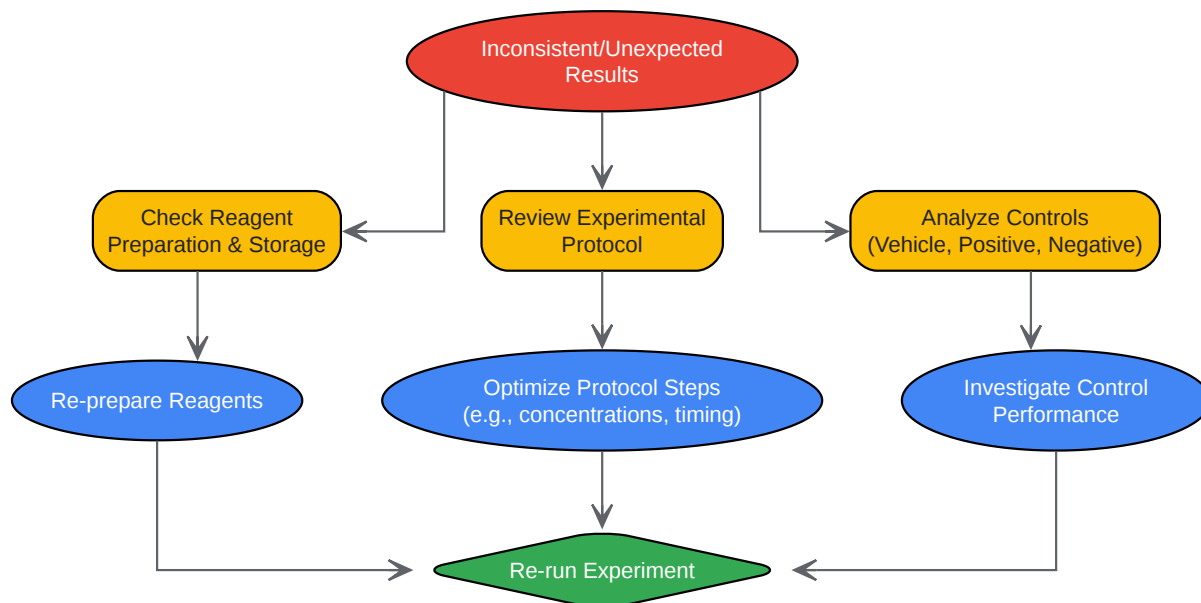 Inconsistent/Unexpected
Results
Check Reagent
Preparation & Storage
Review Experimental
Protocol
Analyze Controls
(Vehicle, Positive, Negative)
Re-prepare Reagents
Optimize Protocol Steps
(e.g., concentrations, timing)
Investigate Control
Performance
Re-run Experiment